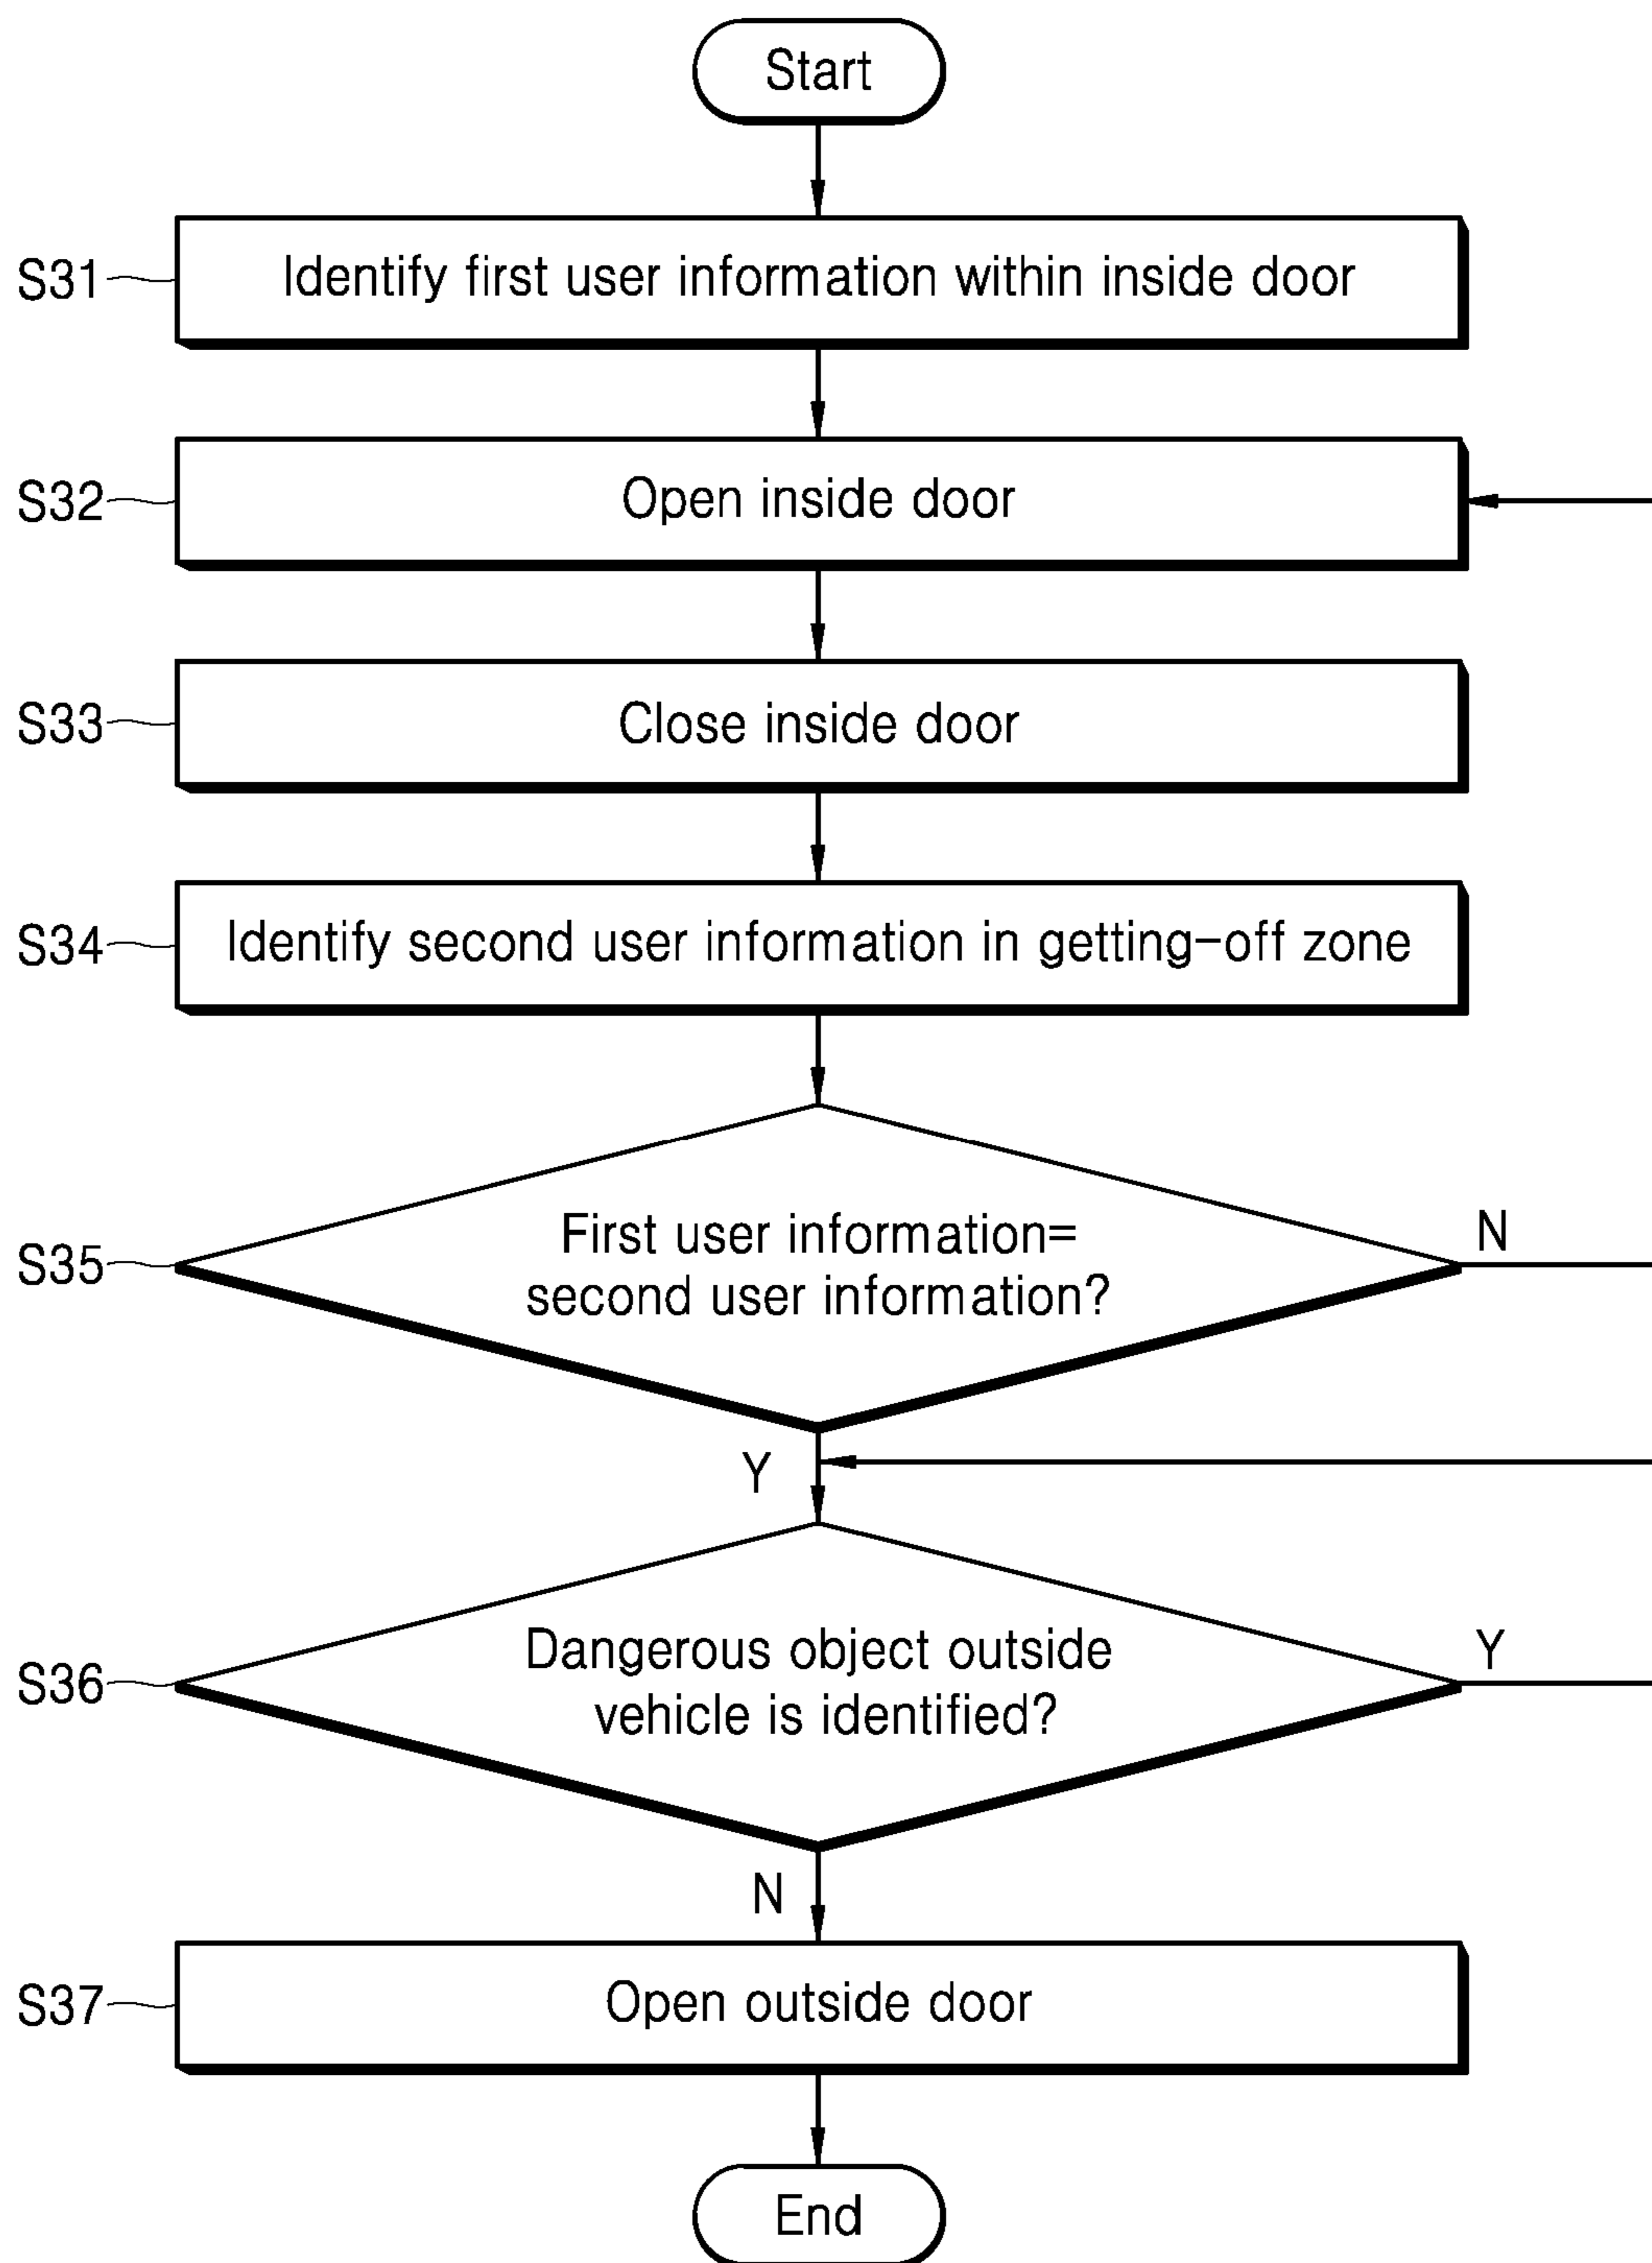 Start
S31
Identify first user information within inside door
S32
Open inside door
S33
Close inside door
S34
Identify second user information in getting-off zone
S35
First user information=
second user information?
N
Y
S36
Dangerous object outside
vehicle is identified?
Y
N
S37
Open outside door
End